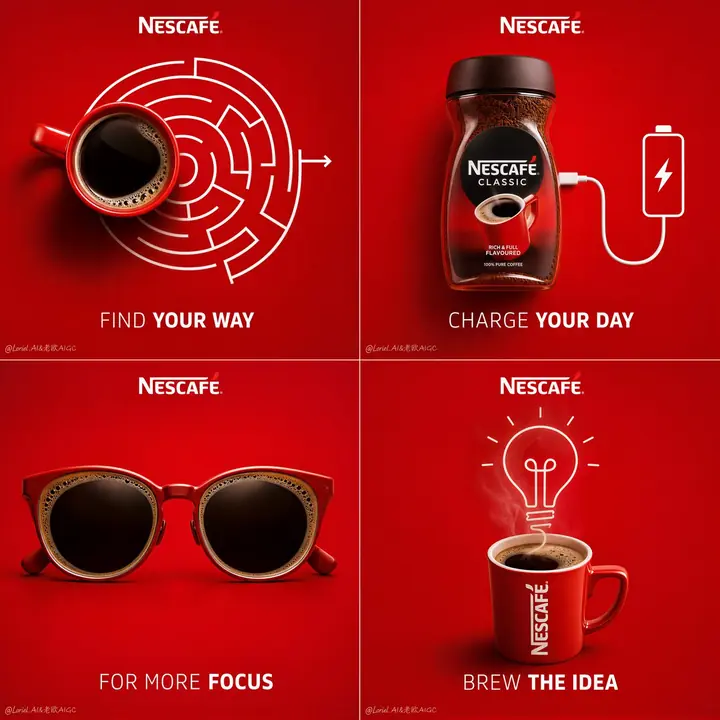 NESCAFÉ.
FIND YOUR WAY
@Loriel_AI&老欧AIGC
NESCAFÉ.
NESCAFÉ
CLASSIC
RICH & FULL
FLAVOURED
100% PURE COFFEE
CHARGE YOUR DAY
@Loriel_AI&老欧AIGC
NESCAFÉ.
FOR MORE FOCUS
@Loriel_AI&老欧AIGC
NESCAFÉ.
NESCAFÉ.
BREW THE IDEA
@Loriel_AI&老欧AIGC